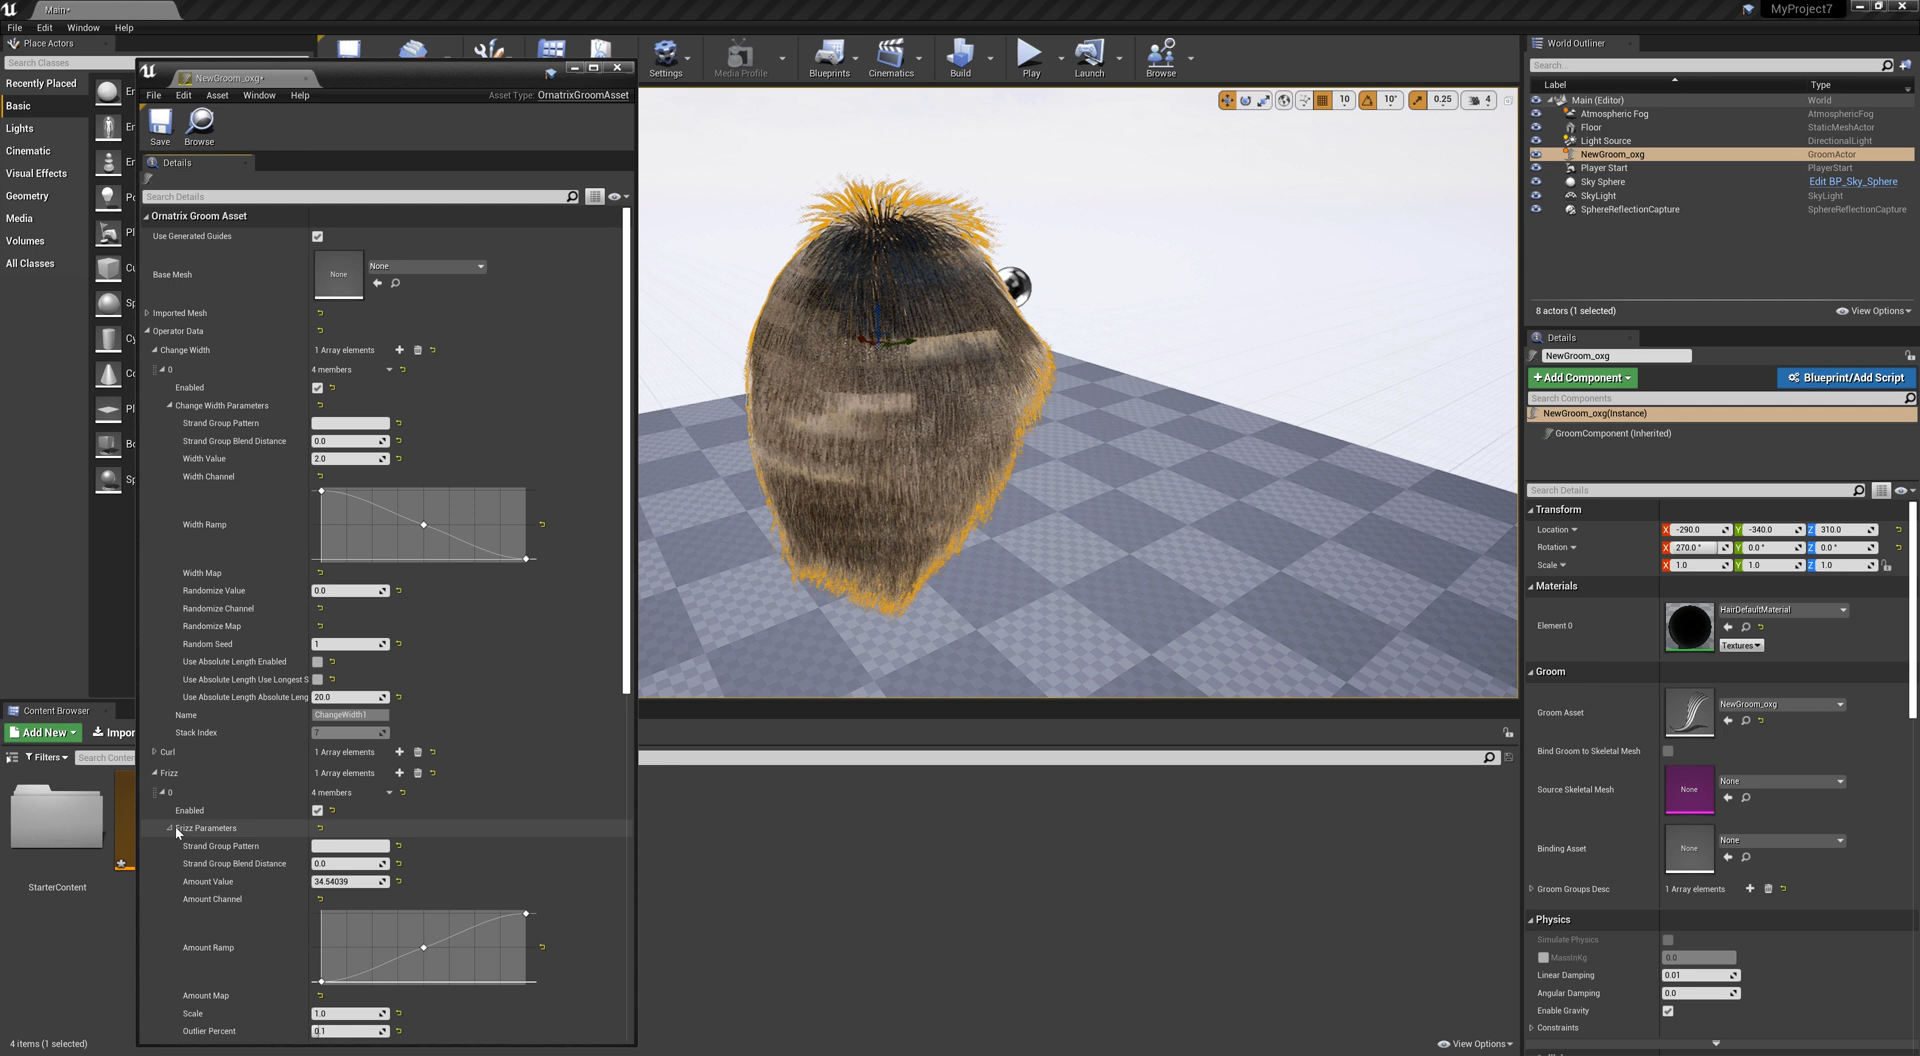 Main*
MyProject7
File Edit Window Help
Place Actors
Search Classes
Recently Placed
Basic
Lights
Cinematic
Visual Effects
Geometry
Media
Volumes
All Classes
Settings
Media Profile
Blueprints
Cinematics
Build
Play
Launch
Browse
10
10°
0.25
4
NewGroom_oxg*
File Edit Asset Window Help
Asset Type: OrnatrixGroomAsset
Save
Browse
Details
Search Details
Ornatrix Groom Asset
Use Generated Guides
Base Mesh
None
None
Imported Mesh
Operator Data
Change Width 1 Array elements
0 4 members
Enabled
Change Width Parameters
Strand Group Pattern
Strand Group Blend Distance 0.0
Width Value 2.0
Width Channel
Width Ramp
Width Map
Randomize Value 0.0
Randomize Channel
Randomize Map
Random Seed 1
Use Absolute Length Enabled
Use Absolute Length Use Longest S
Use Absolute Length Absolute Leng 20.0
Name ChangeWidth1
Stack Index 7
Curl 1 Array elements
Frizz 1 Array elements
0 4 members
Enabled
Frizz Parameters
Strand Group Pattern
Strand Group Blend Distance 0.0
Amount Value 34.54039
Amount Channel
Amount Ramp
Amount Map
Scale 1.0
Outlier Percent 0.1
Content Browser
Add New
Impor
Filters
Search Conten
StarterContent
4 items (1 selected)
View Options
World Outliner
Search...
Label Type
Main (Editor) World
Atmospheric Fog AtmosphericFog
Floor StaticMeshActor
Light Source DirectionalLight
NewGroom_oxg GroomActor
Player Start PlayerStart
Sky Sphere Edit BP_Sky_Sphere
SkyLight SkyLight
SphereReflectionCapture SphereReflectionCapture
8 actors (1 selected)
View Options
Details
NewGroom_oxg
+Add Component
Blueprint/Add Script
Search Components
NewGroom_oxg(Instance)
GroomComponent (Inherited)
Search Details
Transform
Location X -290.0 Y -340.0 Z 310.0
Rotation X 270.0° Y 0.0° Z 0.0°
Scale X 1.0 Y 1.0 Z 1.0
Materials
Element 0
HairDefaultMaterial
Textures
Groom
Groom Asset
NewGroom_oxg
Bind Groom to Skeletal Mesh
Source Skeletal Mesh
None
None
Binding Asset
None
None
Groom Groups Desc 1 Array elements
Physics
Simulate Physics
MassInKg 0.0
Linear Damping 0.01
Angular Damping 0.0
Enable Gravity
Constraints